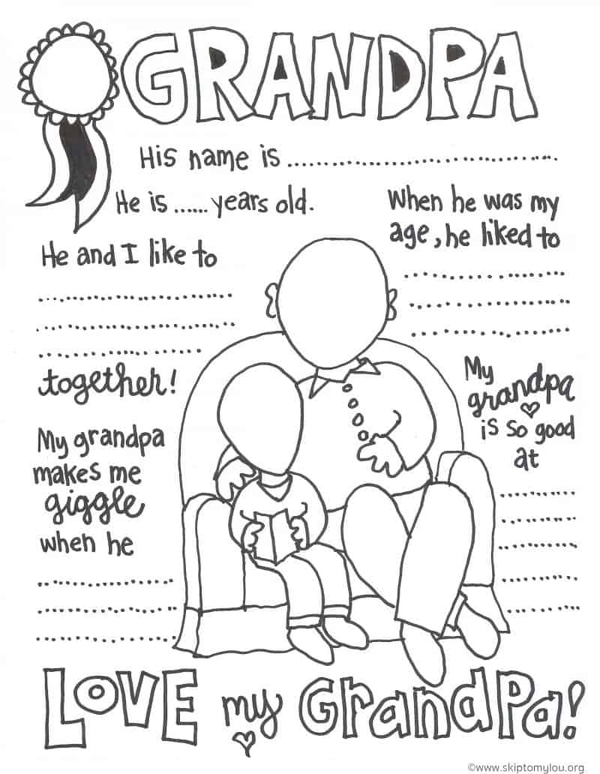 GRANDPA
His name is ..............................
He is ...... years old.
When he was my
age, he liked to
..............................
..............................
..............................
He and I like to
..............................
..............................
..............................
together!
My grandpa
makes me
giggle
when he
..............................
..............................
..............................
My
grandpa
is so good
at
..............................
..............................
..............................
..............................
..............................
LOVE my GrandPa!
©www.skiptomylou.org